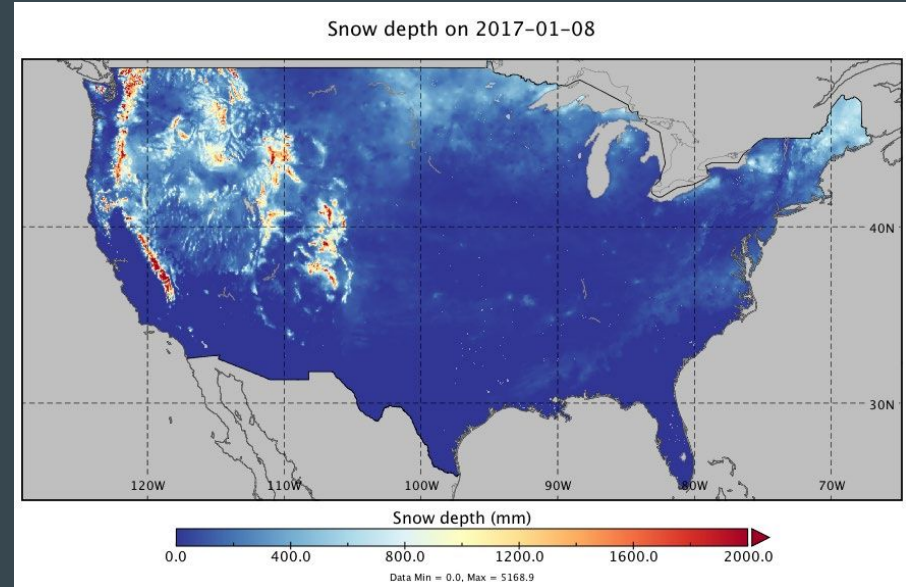 Snow depth on 2017-01-08
40N
30N
120W 110W 100W 90W 80W 70W
Snow depth (mm)
0.0 400.0 800.0 1200.0 1600.0 2000.0
Data Min = 0.0, Max = 5168.9